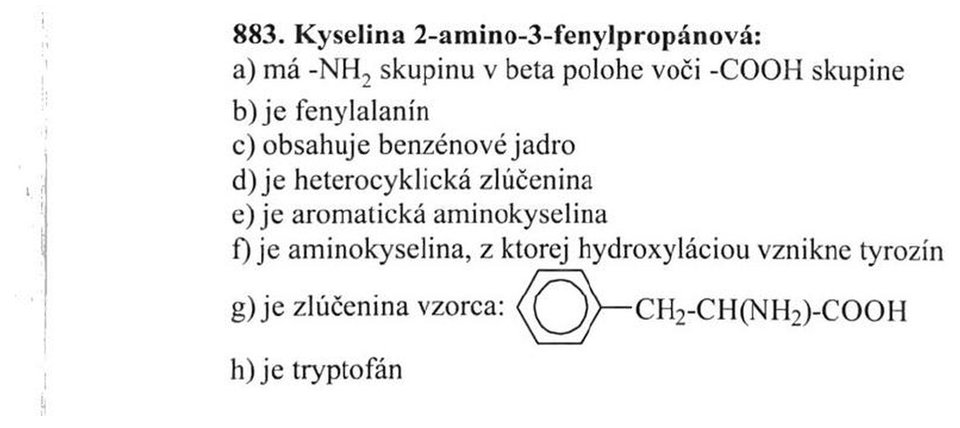 883. Kyselina 2-amino-3-fenylpropánová:
a) má -NH₂ skupinu v beta polohe voči -COOH skupine
b) je fenylalanín
c) obsahuje benzénové jadro
d) je heterocyklická zlúčenina
e) je aromatická aminokyselina
f) je aminokyselina, z ktorej hydroxyláciou vznikne tyrozín
g) je zlúčenina vzorca: -CH₂-CH(NH₂)-COOH
h) je tryptofán